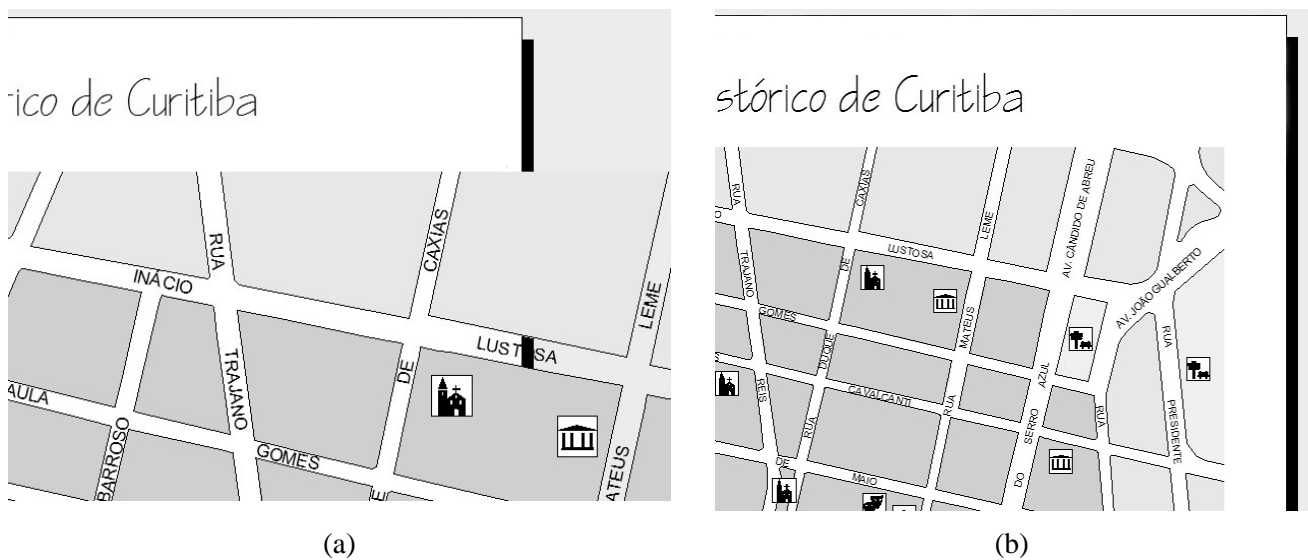 rico de Curitiba
RUA
CAXIAS
INÁCIO
LEME
LUST SA
TRAJANO
DE
AULA
BARROSO
GOMES
E
ATEUS
(a)
stórico de Curitiba
RUA
CAXIAS
LEME
AV. CÂNDIDO DE ABREU
O
LUSTOSA
TRAJANO
DE
AV. JOÃO GUALBERTO
GOMES
DUQUE
MATEUS
RUA
S
REIS
CAVALCANTI
AZUL
RUA
RUA
RUA
SERRO
PRESIDENTE
DE
MAIO
DO
(b)